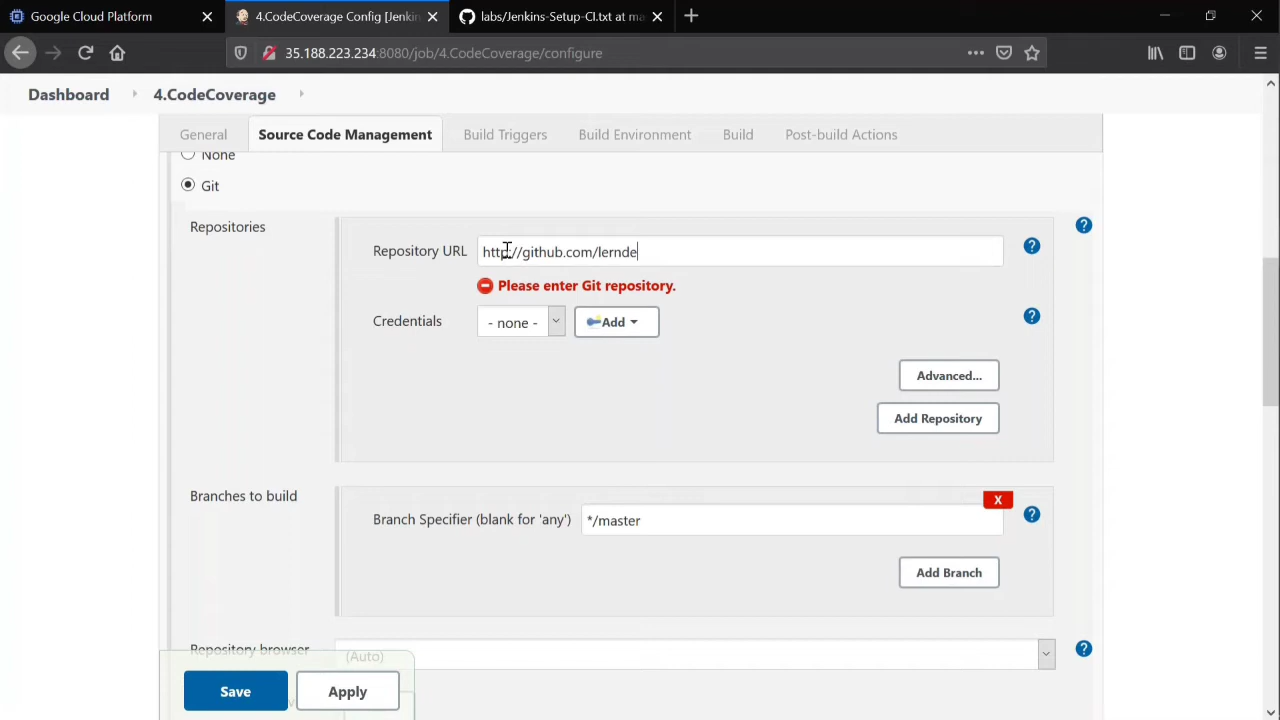 Google Cloud Platform
4.CodeCoverage Config [Jenkin
labs/Jenkins-Setup-CI.txt at ma
35.188.223.234:8080/job/4.CodeCoverage/configure
Dashboard
4.CodeCoverage
General
Source Code Management
Build Triggers
Build Environment
Build
Post-build Actions
None
Git
Repositories
Repository URL
http://github.com/lernde
Please enter Git repository.
Credentials
- none -
Add
Advanced...
Add Repository
Branches to build
X
Branch Specifier (blank for 'any')
*/master
Add Branch
Repository browser
(Auto)
Save
Apply